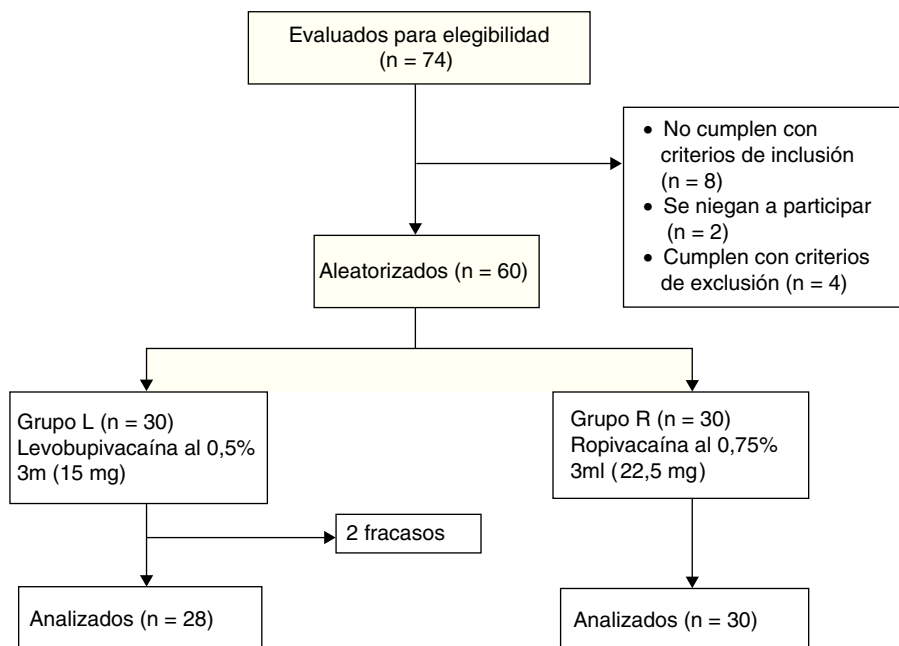 Evaluados para elegibilidad
(n = 74)
• No cumplen con
criterios de inclusión
(n = 8)
• Se niegan a participar
(n = 2)
• Cumplen con criterios
de exclusión (n = 4)
Aleatorizados (n = 60)
Grupo L (n = 30)
Levobupivacaína al 0,5%
3m (15 mg)
Grupo R (n = 30)
Ropivacaína al 0,75%
3ml (22,5 mg)
2 fracasos
Analizados (n = 28)
Analizados (n = 30)